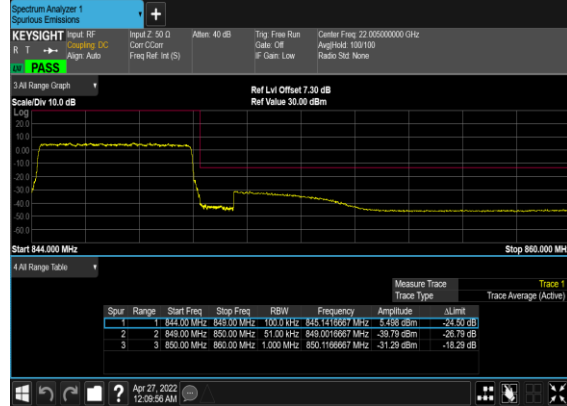 Spectrum Analyzer 1
Spurious Emissions
+
KEYSIGHT Input: RF Input Z: 50 Ω Atten: 40 dB Trig: Free Run Center Freq: 22.005000000 GHz
R T Coupling: DC Corr CCorr Gate: Off Avg|Hold: 100/100
Align: Auto Freq Ref: Int (S) IF Gain: Low Radio Std: None
PASS
3 All Range Graph
Ref Lvl Offset 7.30 dB
Scale/Div 10.0 dB Ref Value 30.00 dBm
Log
20.0
10.0
0.00
-10.0
-20.0
-30.0
-40.0
-50.0
-60.0
Start 844.000 MHz Stop 860.000 MHz
4 All Range Table
Measure Trace Trace 1
Trace Type Trace Average (Active)
Spur Range Start Freq Stop Freq RBW Frequency Amplitude ΔLimit
1 1 844.00 MHz 849.00 MHz 100.0 kHz 845.1416667 MHz 5.498 dBm -24.50 dB
2 2 849.00 MHz 850.00 MHz 51.00 kHz 849.0016667 MHz -39.79 dBm -26.79 dB
3 3 850.00 MHz 860.00 MHz 1.000 MHz 850.1166667 MHz -31.29 dBm -18.29 dB
? Apr 27, 2022
12:09:56 AM